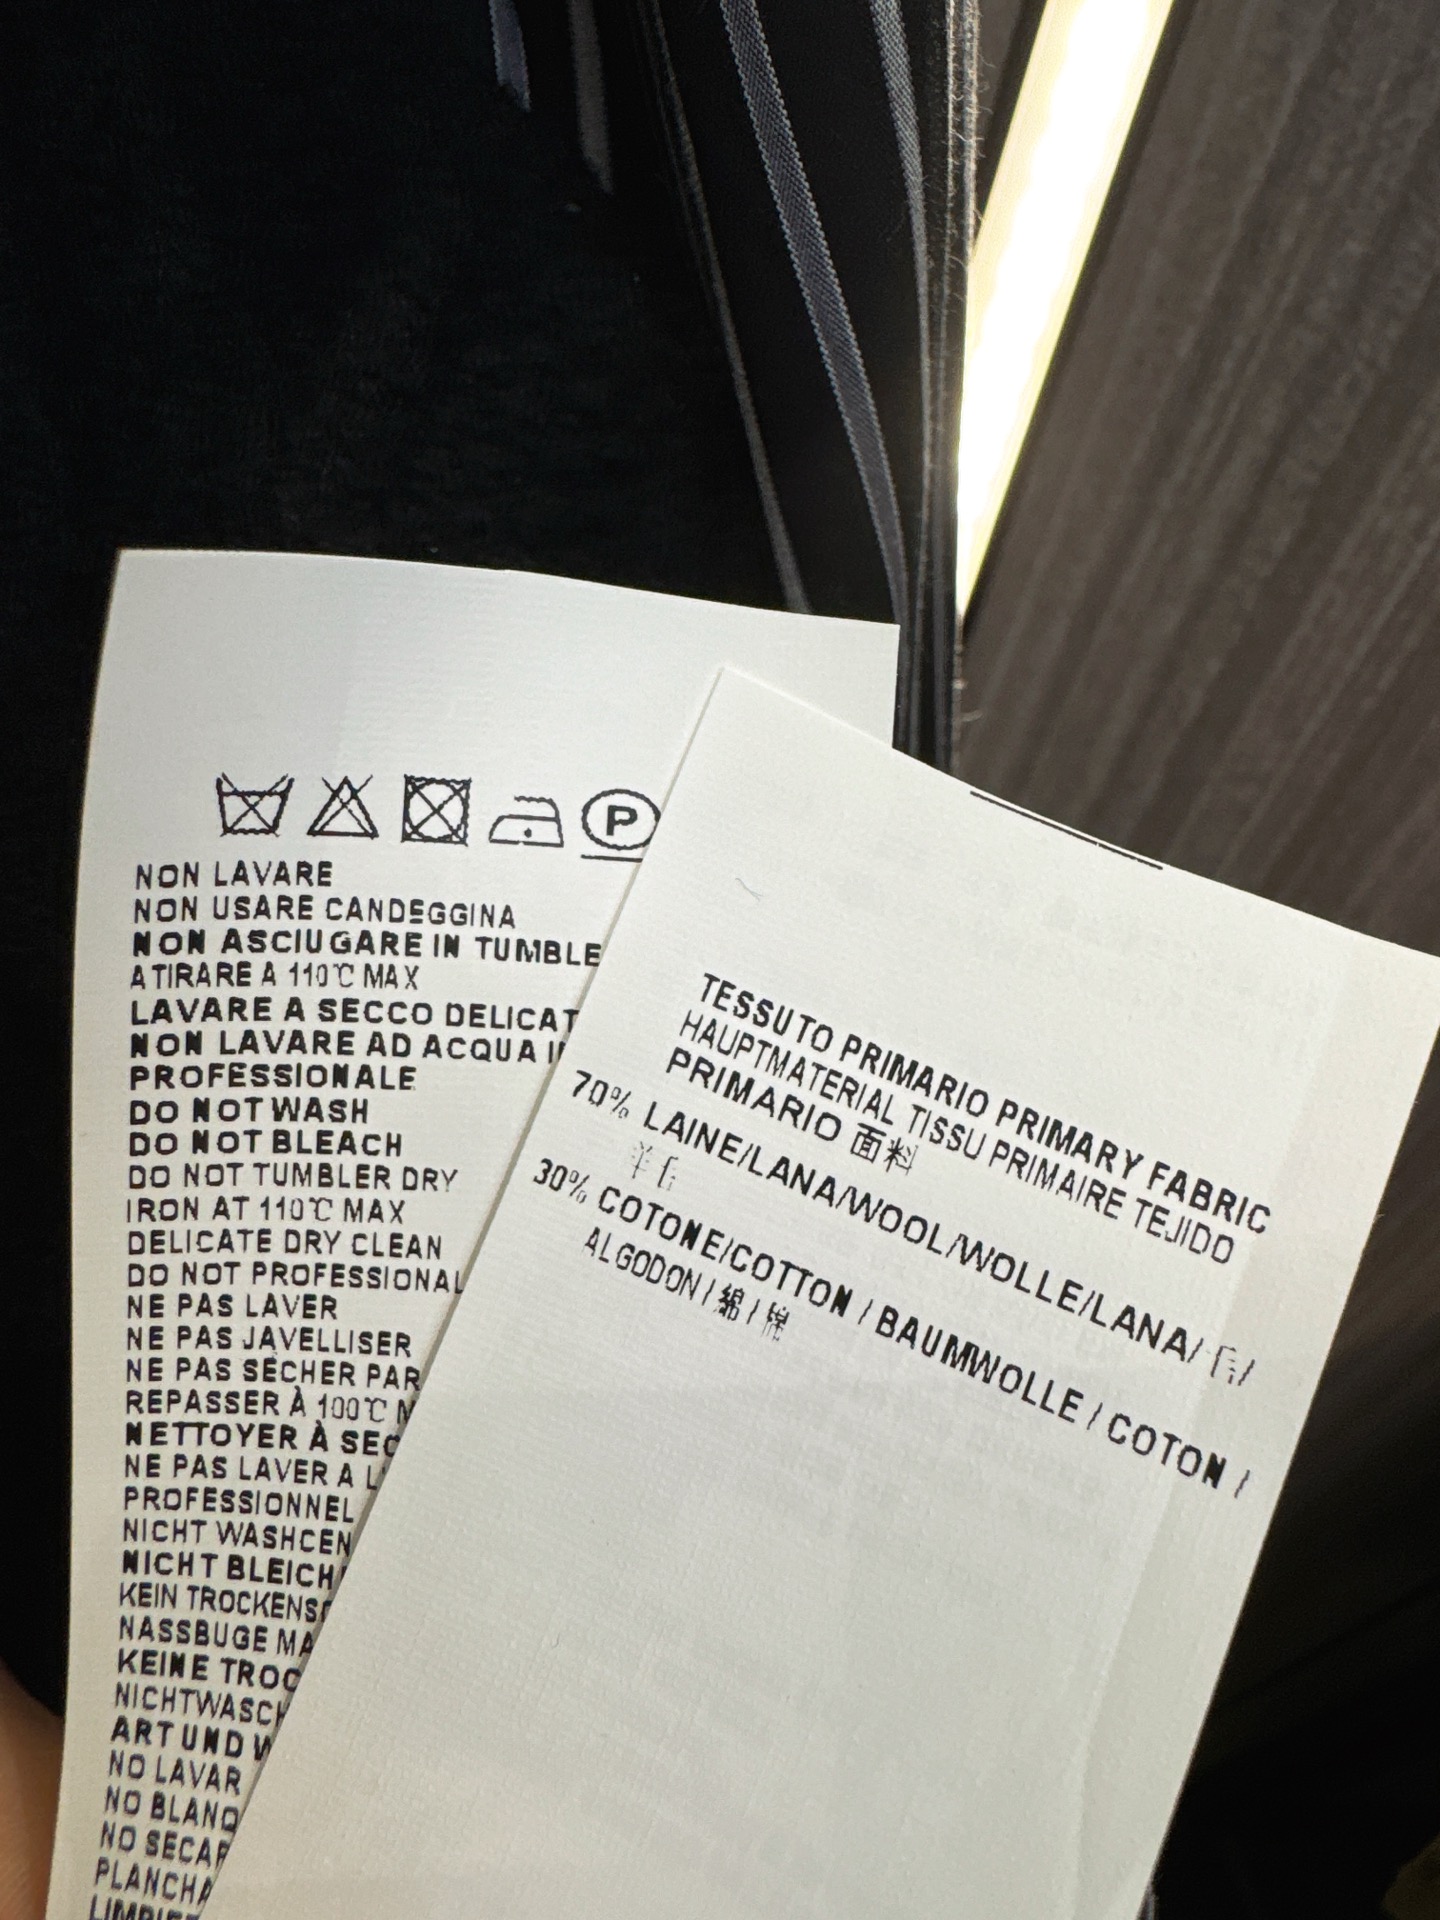 P
NON LAVARE
NON USARE CANDEGGINA
NON ASCIUGARE IN TUMBLE
ATIRARE A 110℃ MAX
LAVARE A SECCO DELICAT
NON LAVARE AD ACQUA
PROFESSIONALE
DO NOT WASH
DO NOT BLEACH
DO NOT TUMBLER DRY
IRON AT 110℃ MAX
DELICATE DRY CLEAN
DO NOT PROFESSIONAL
NE PAS LAVER
NE PAS JAVELLISER
NE PAS SÉCHER PAR
REPASSER À 100℃
NETTOYER À SEC
NE PAS LAVER A L'
PROFESSIONNEL
NICHT WASHCEN
NICHT BLEICH
KEIN TROCKENS
NASSBUGE MA
KEINE TROC
NICHTWASCH
ART UND W
NO LAVAR
NO BLANQ
NO SECAR
PLANCHA
TESSUTO PRIMARIO PRIMARY FABRIC
HAUPTMATERIAL TISSU PRIMAIRE TEJIDO
PRIMARIO 面料
70% LAINE/LANA/WOOL/WOLLE/LANA/ /
30% COTONE/COTTON / BAUMWOLLE / COTON /
ALGODON / 綿 / 棉